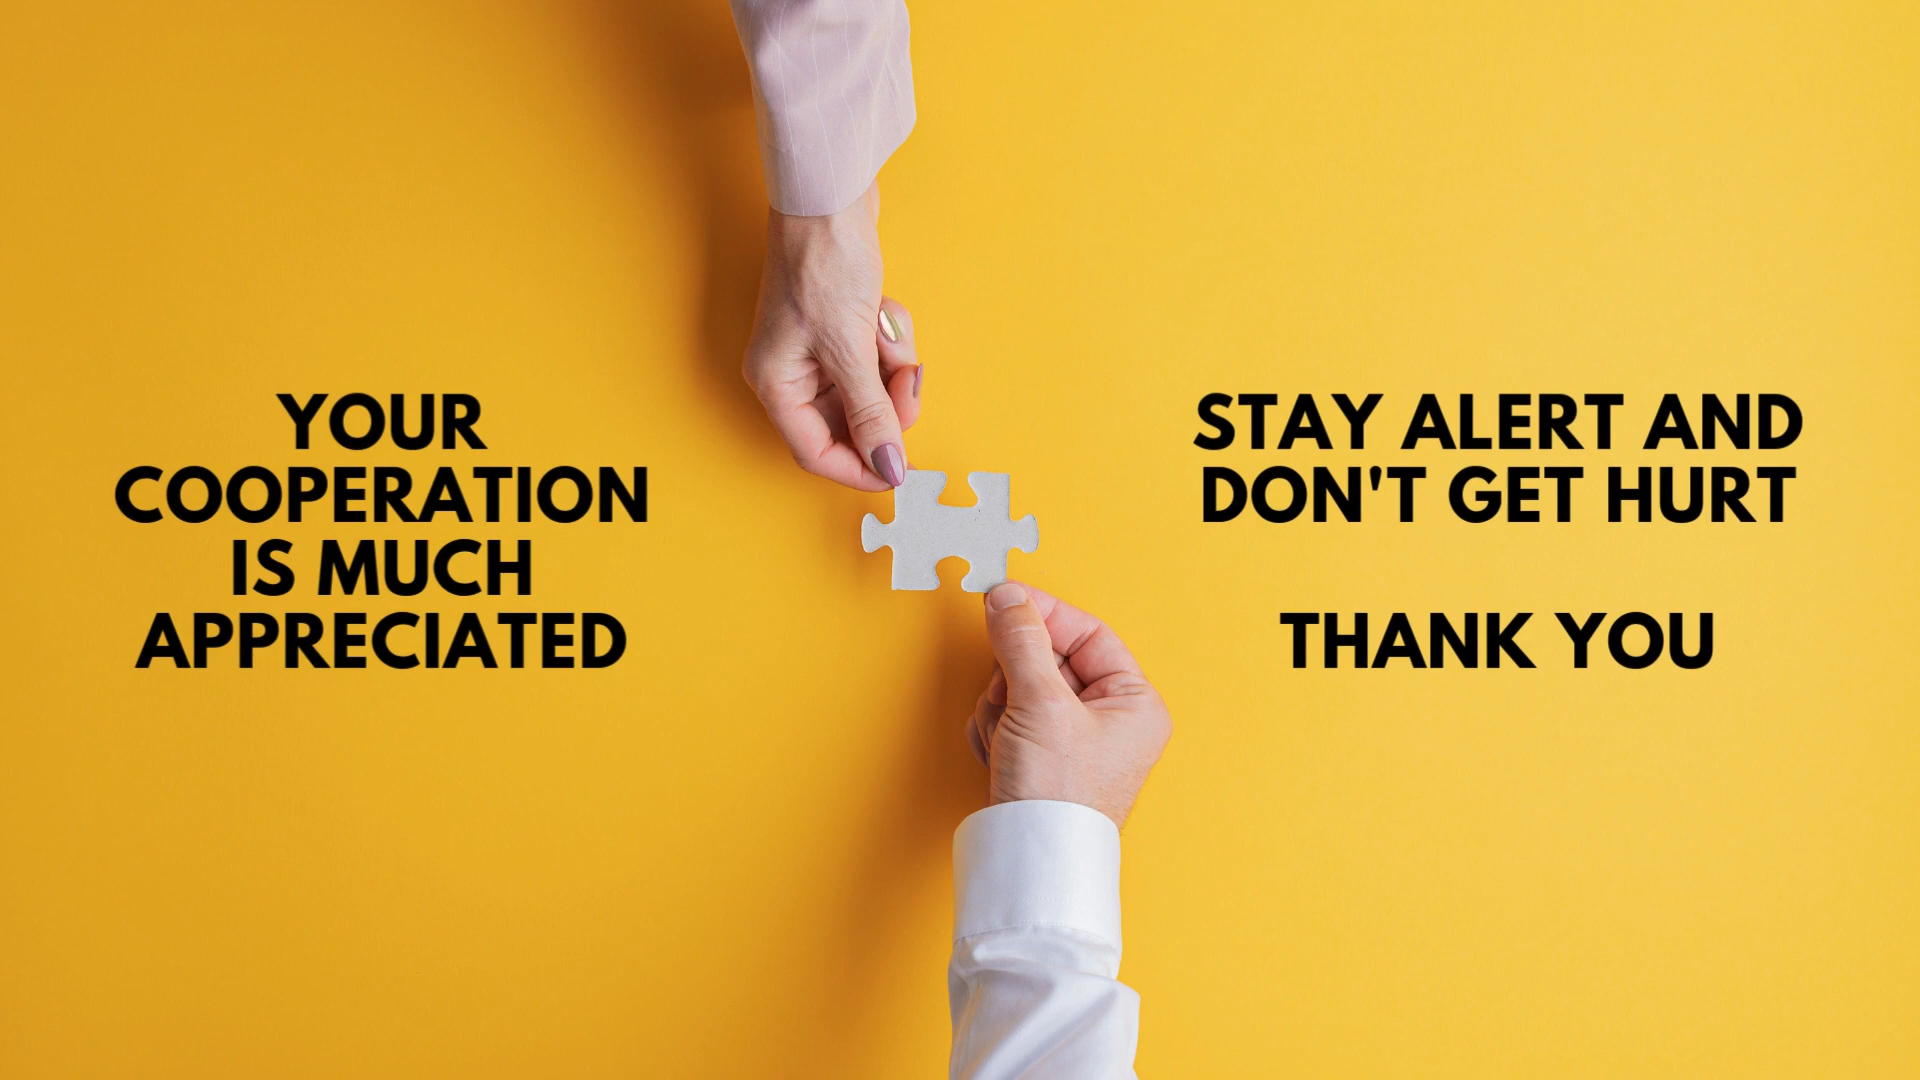 YOUR
COOPERATION
IS MUCH
APPRECIATED
STAY ALERT AND
DON'T GET HURT
THANK YOU